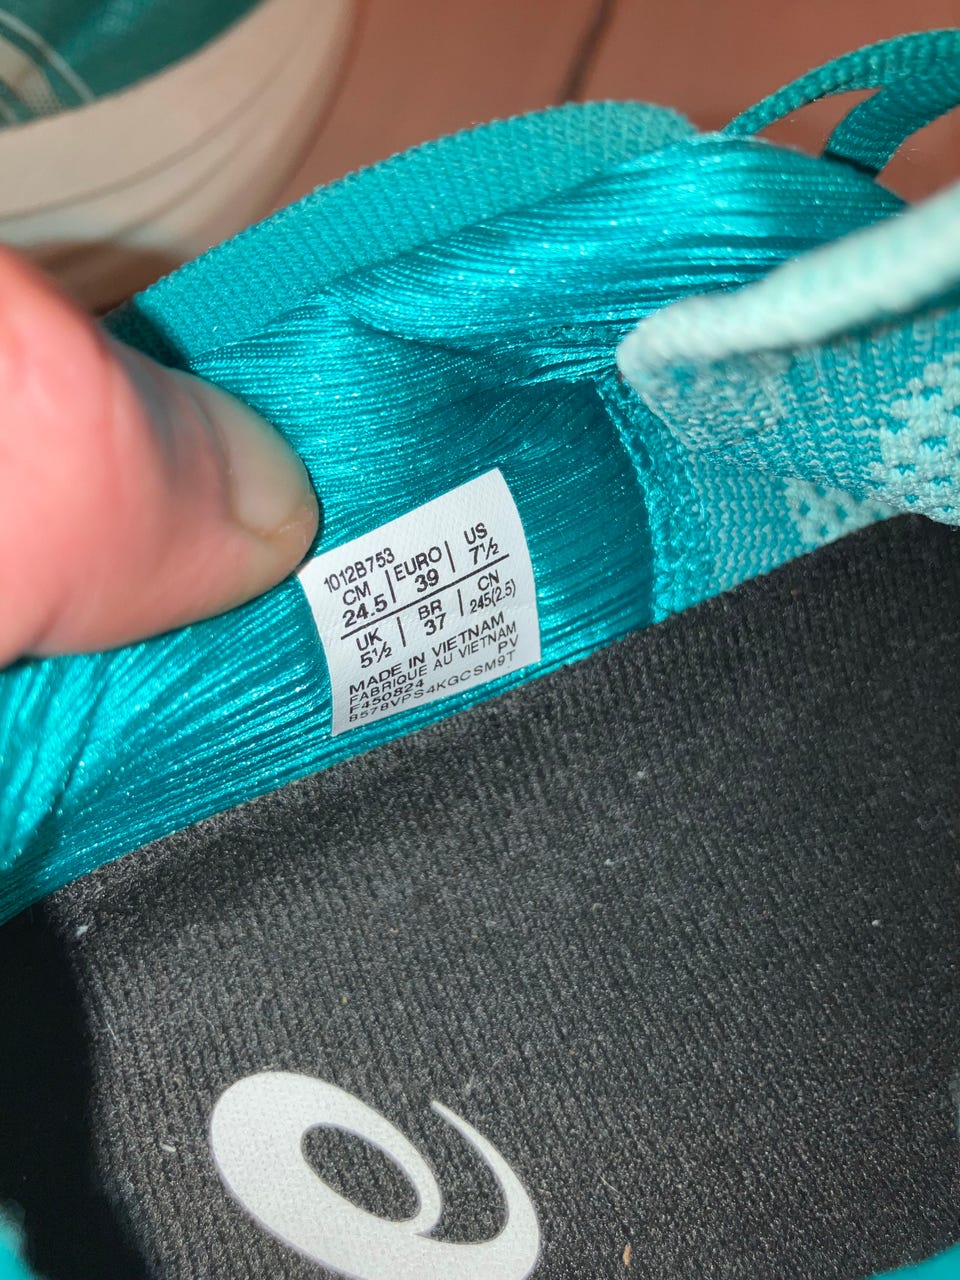 1012B753
CM | EURO | US
24.5 | 39 | 7½
UK | BR | CN
5½ | 37 | 245(2.5)
MADE IN VIETNAM
FABRIQUE AU VIETNAM
F450824 PV
8578VPS4KGCSM9T